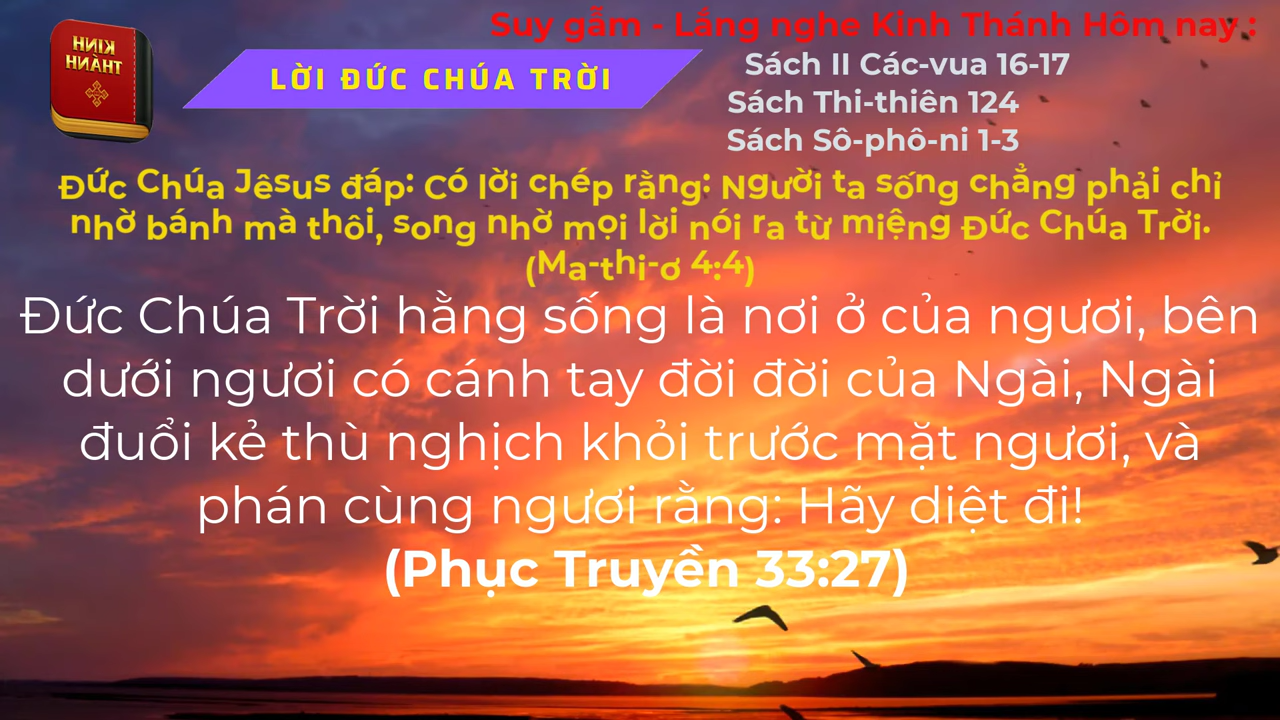 Suy gẫm - Lắng nghe Kinh Thánh Hôm nay :
KINH
THÁNH
LỜI ĐỨC CHÚA TRỜI
Sách II Các-vua 16-17
Sách Thi-thiên 124
Sách Sô-phô-ni 1-3
Đức Chúa Jêsus đáp: Có lời chép rằng: Người ta sống chẳng phải chỉ
nhờ bánh mà thôi, song nhờ mọi lời nói ra từ miệng Đức Chúa Trời.
(Ma-thi-ơ 4:4)
Đức Chúa Trời hằng sống là nơi ở của ngươi, bên
dưới ngươi có cánh tay đời đời của Ngài, Ngài
đuổi kẻ thù nghịch khỏi trước mặt ngươi, và
phán cùng ngươi rằng: Hãy diệt đi!
(Phục Truyền 33:27)